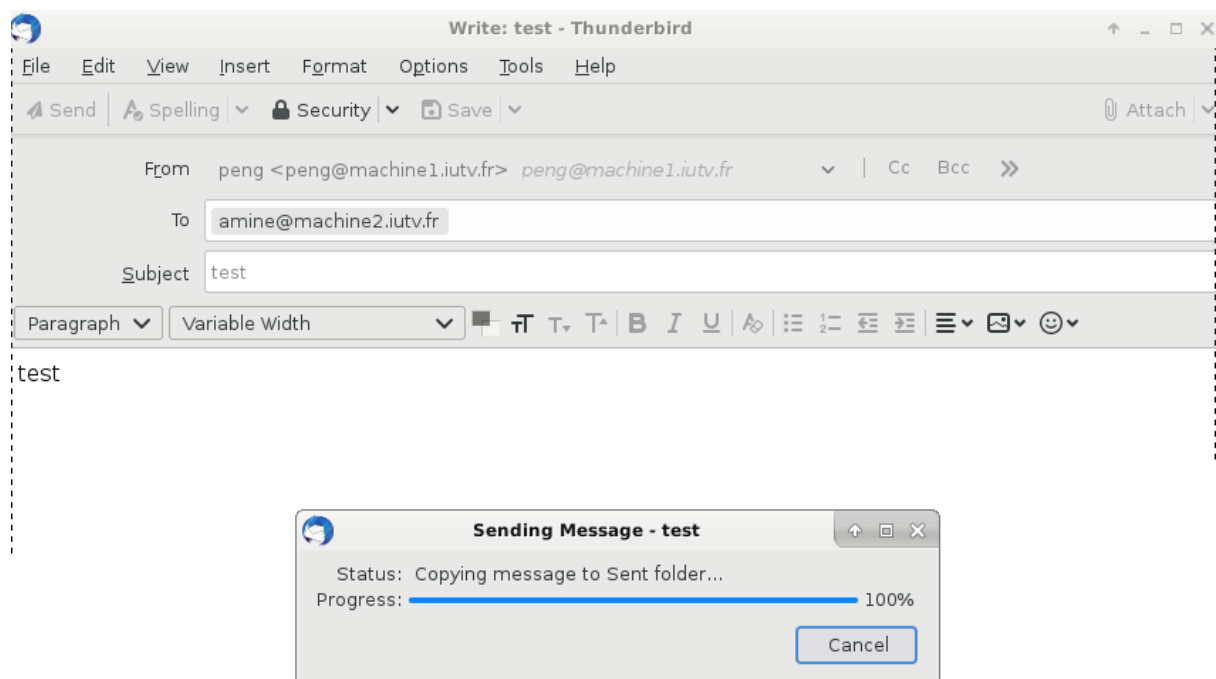 Write: test - Thunderbird
File Edit View Insert Format Options Tools Help
Send Spelling Security Save Attach
From peng <peng@machine1.iutv.fr> peng@machine1.iutv.fr Cc Bcc
To amine@machine2.iutv.fr
Subject test
Paragraph Variable Width
test
Sending Message - test
Status: Copying message to Sent folder...
Progress: 100%
Cancel